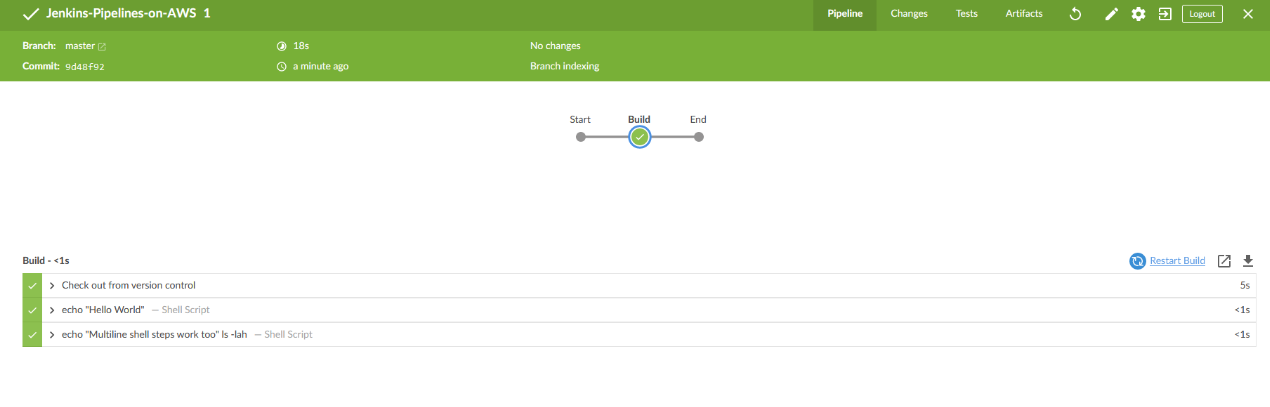 Jenkins-Pipelines-on-AWS 1 Pipeline Changes Tests Artifacts Logout
Branch: master 18s No changes
Commit: 9d48f92 a minute ago Branch indexing
Start Build End
Build - <1s Restart Build
Check out from version control 5s
echo "Hello World" — Shell Script <1s
echo "Multiline shell steps work too" ls -lah — Shell Script <1s